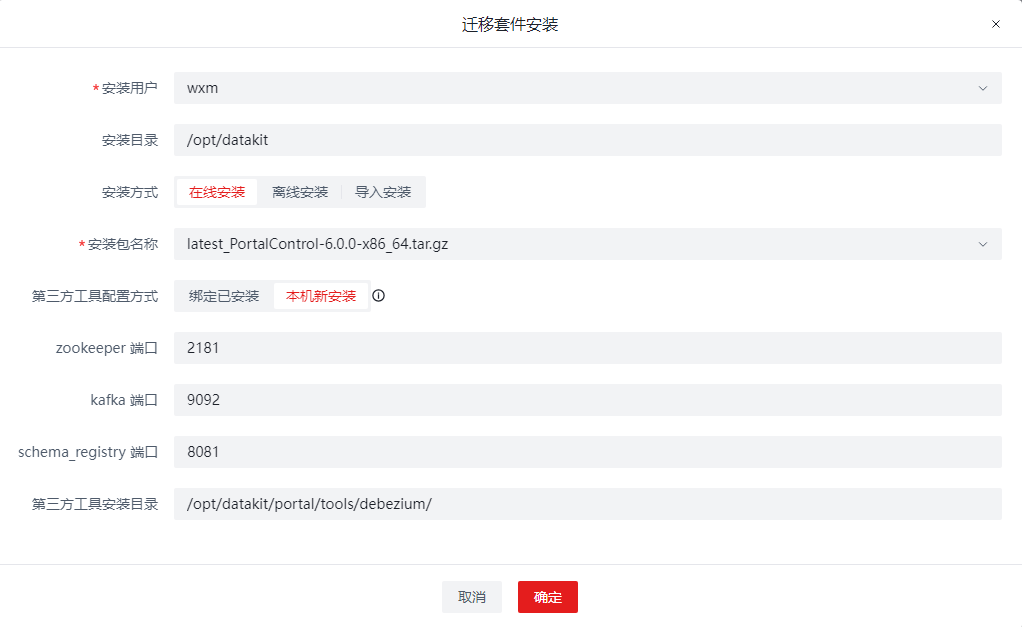 迁移套件安装
*安装用户 wxm
安装目录 /opt/datakit
安装方式 在线安装 离线安装 导入安装
*安装包名称 latest_PortalControl-6.0.0-x86_64.tar.gz
第三方工具配置方式 绑定已安装 本机新安装
zookeeper 端口 2181
kafka 端口 9092
schema_registry 端口 8081
第三方工具安装目录 /opt/datakit/portal/tools/debezium/
取消 确定